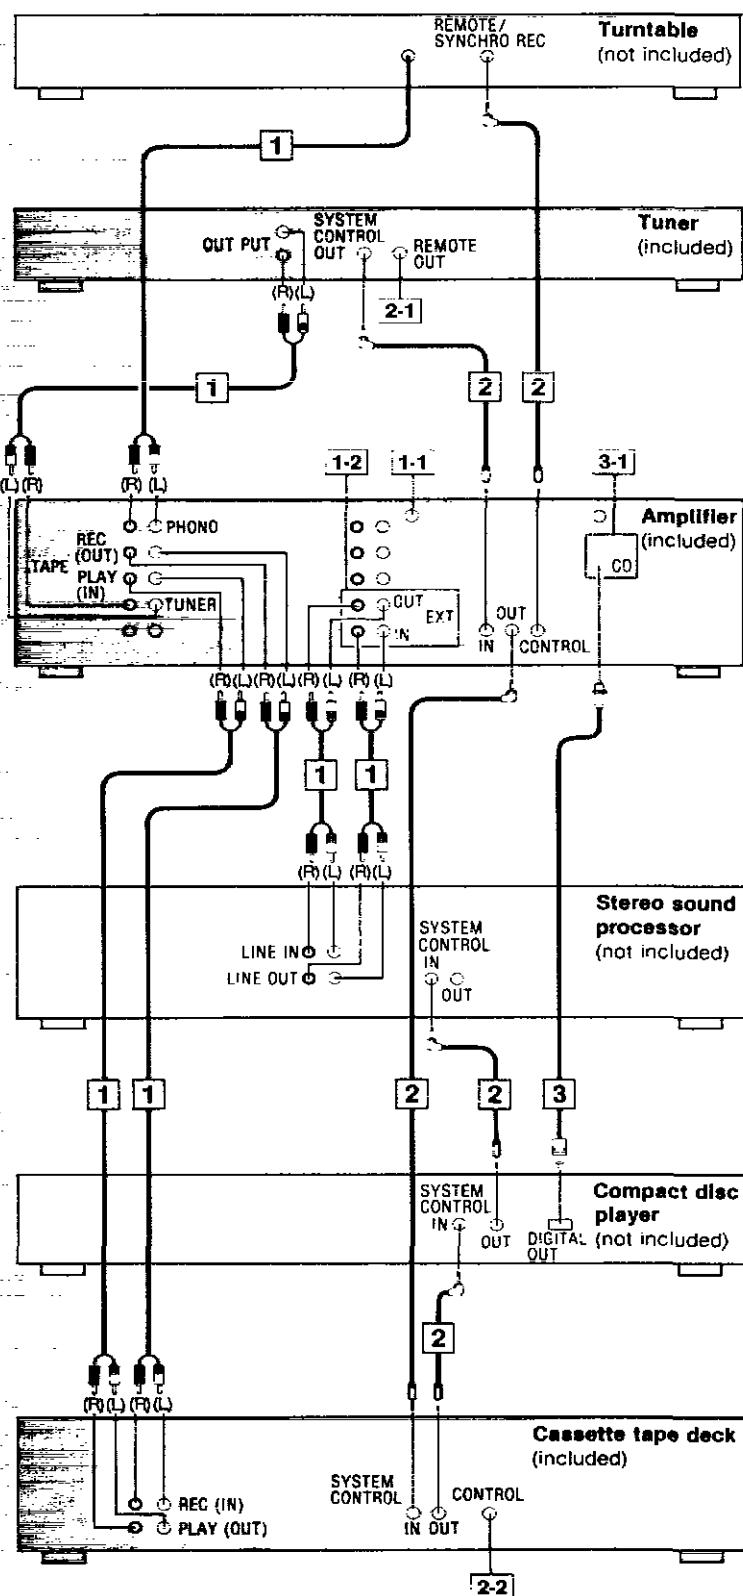 REMOTE/
SYNCHRO REC
Turntable
(not included)
1
OUT PUT
SYSTEM
CONTROL
OUT
REMOTE
OUT
Tuner
(included)
(R)(L)
2-1
1
2
2
(L)(R)
(R)
(L)
1-2
1-1
3-1
PHONO
REC
(OUT)
TAPE
PLAY
(IN)
TUNER
OUT
EXT
IN
IN
OUT
CONTROL
CD
Amplifier
(included)
(R)(L)(R)(L)(R)(L)(R)(L)
1
1
(R)(L)(R)(L)
LINE IN
LINE OUT
SYSTEM
CONTROL
IN
OUT
Stereo sound
processor
(not included)
1
1
2
2
3
SYSTEM
CONTROL
IN
OUT
DIGITAL
OUT
Compact disc
player
(not included)
2
(R)(L)(R)(L)
REC (IN)
PLAY (OUT)
SYSTEM
CONTROL
IN OUT
CONTROL
Cassette tape deck
(included)
2-2